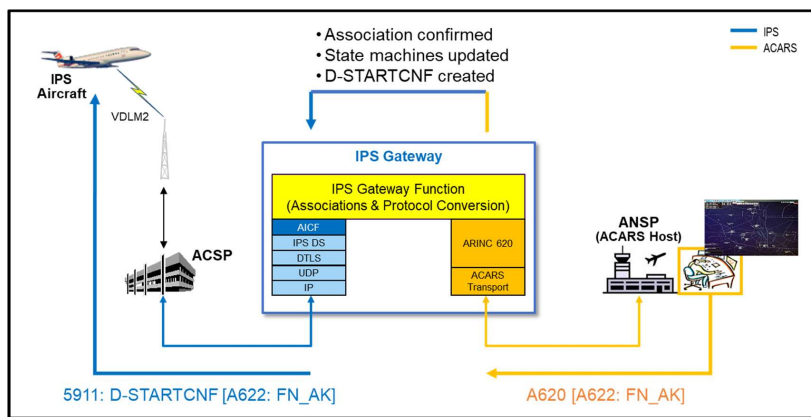 • Association confirmed
• State machines updated
• D-STARTCNF created
IPS
ACARS
IPS
Aircraft
VDLM2
IPS Gateway
IPS Gateway Function
(Associations & Protocol Conversion)
AICF
IPS DS
DTLS
UDP
IP
ARINC 620
ACARS
Transport
ACSP
ANSP
(ACARS Host)
5911: D-STARTCNF [A622: FN_AK]
A620 [A622: FN_AK]